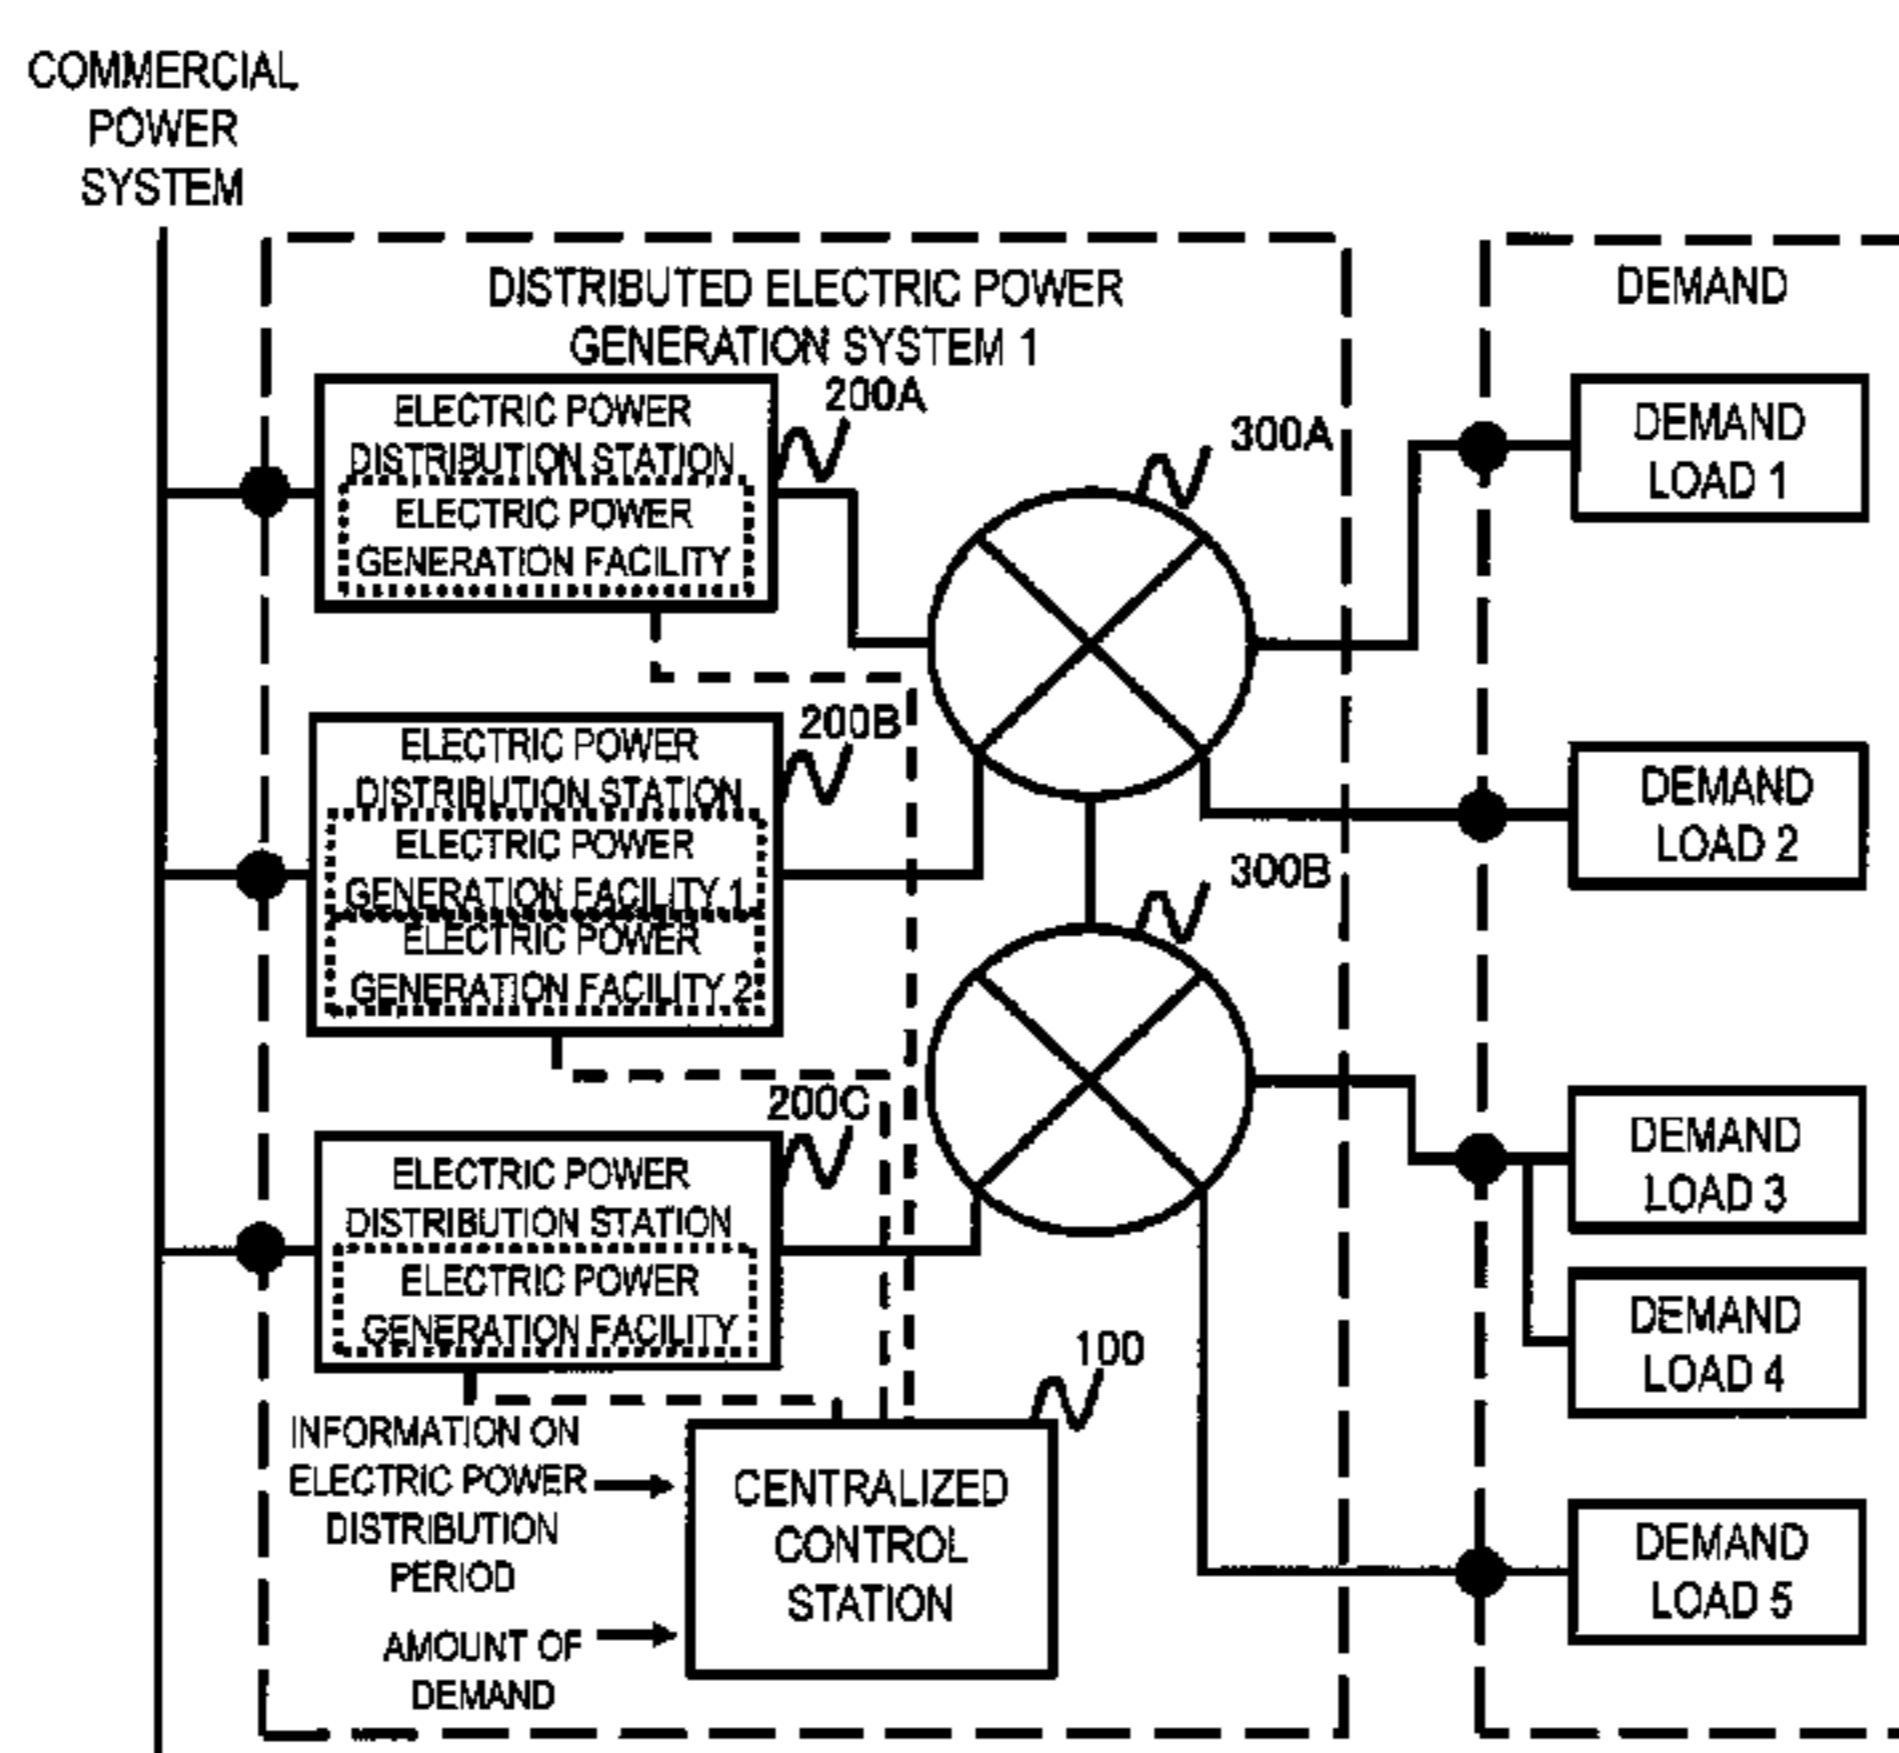 COMMERCIAL
POWER
SYSTEM
DISTRIBUTED ELECTRIC POWER
GENERATION SYSTEM 1
DEMAND
200A
ELECTRIC POWER
DISTRIBUTION STATION
ELECTRIC POWER
GENERATION FACILITY
300A
DEMAND
LOAD 1
200B
ELECTRIC POWER
DISTRIBUTION STATION
ELECTRIC POWER
GENERATION FACILITY 1
ELECTRIC POWER
GENERATION FACILITY 2
DEMAND
LOAD 2
300B
200C
ELECTRIC POWER
DISTRIBUTION STATION
ELECTRIC POWER
GENERATION FACILITY
DEMAND
LOAD 3
DEMAND
LOAD 4
100
INFORMATION ON
ELECTRIC POWER
DISTRIBUTION
PERIOD
AMOUNT OF
DEMAND
CENTRALIZED
CONTROL
STATION
DEMAND
LOAD 5